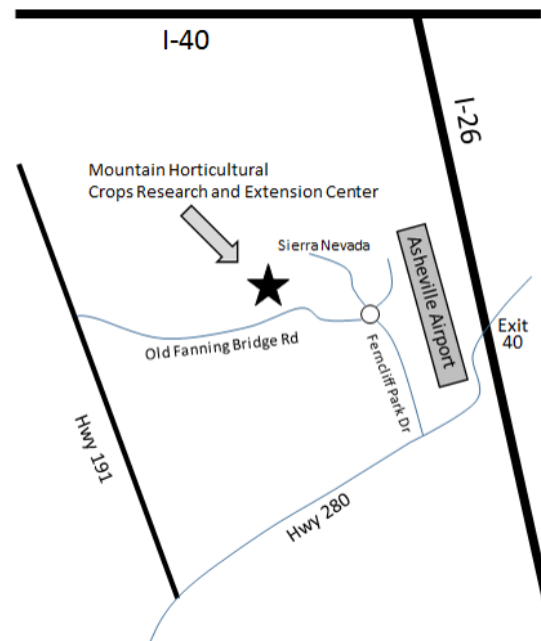 I-40
I-26
Mountain Horticultural
Crops Research and Extension Center
Sierra Nevada
Asheville Airport
Exit
40
Old Fanning Bridge Rd
Ferncliff Park Dr
Hwy 191
Hwy 280